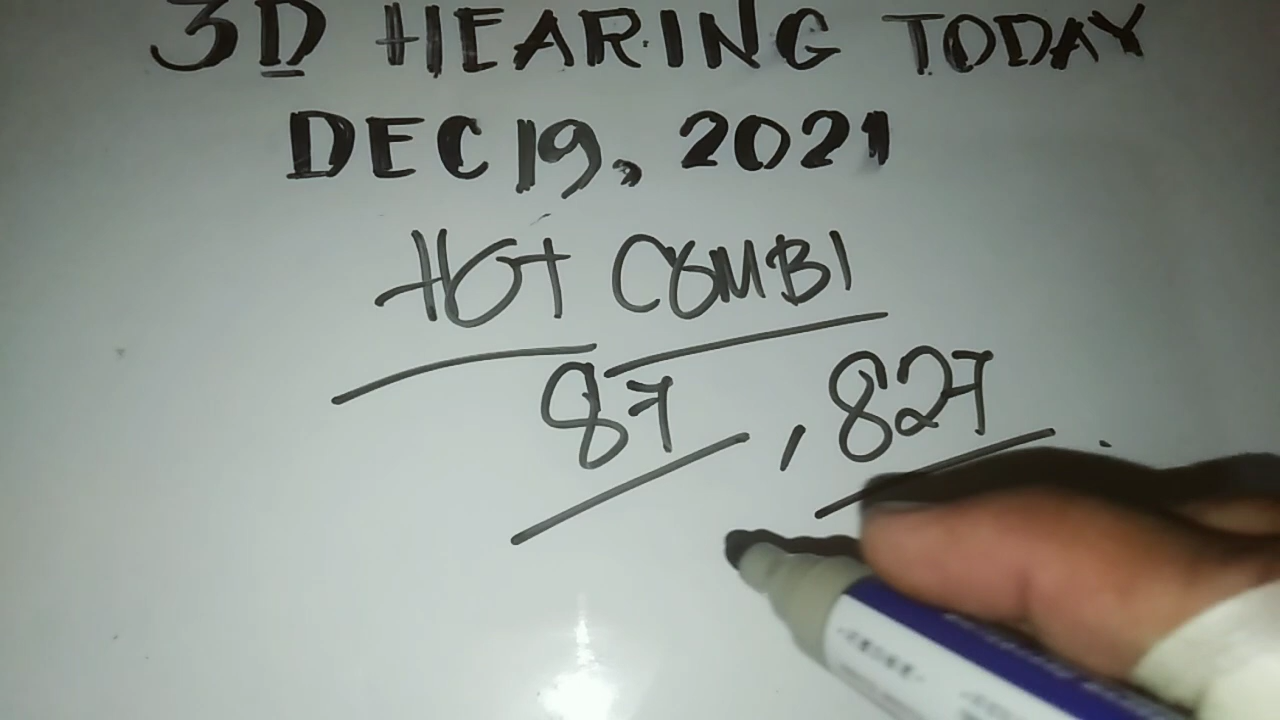 3D HEARING TODAY
DEC 19, 2021
HOT COMBI
87, 827